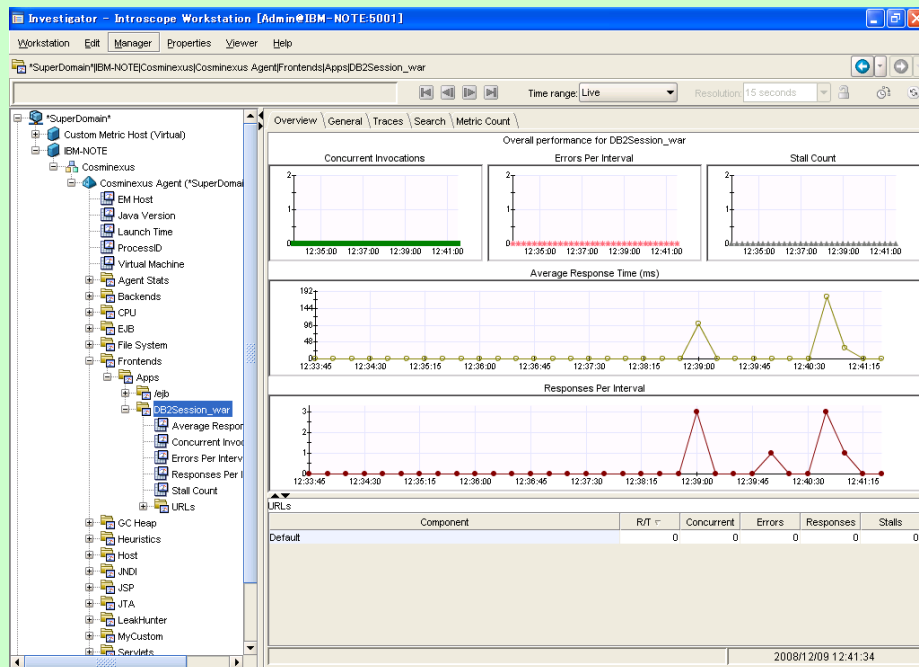 Investigator - Introscope Workstation [Admin@IBM-NOTE:5001]
Workstation Edit Manager Properties Viewer Help
*SuperDomain*|IBM-NOTE|Cosminexus|Cosminexus Agent|Frontends|Apps|DB2Session_war
Time range: Live Resolution: 15 seconds
*SuperDomain*
Custom Metric Host (Virtual)
IBM-NOTE
Cosminexus
Cosminexus Agent (*SuperDomai
EM Host
Java Version
Launch Time
ProcessID
Virtual Machine
Agent Stats
Backends
CPU
EJB
File System
Frontends
Apps
/ejb
DB2Session_war
Average Respor
Concurrent Invoc
Errors Per Interv
Responses Per I
Stall Count
URLs
GC Heap
Heuristics
Host
JNDI
JSP
JTA
LeakHunter
MyCustom
Servlets
Overview General Traces Search Metric Count
Overall performance for DB2Session_war
Concurrent Invocations
2
1
0
12:35:00 12:37:00 12:39:00 12:41:00
Errors Per Interval
2
1
0
12:35:00 12:37:00 12:39:00 12:41:00
Stall Count
2
1
0
12:35:00 12:37:00 12:39:00 12:41:00
Average Response Time (ms)
192
144
96
48
0
12:33:45 12:34:30 12:35:15 12:36:00 12:36:45 12:37:30 12:38:15 12:39:00 12:39:45 12:40:30 12:41:15
Responses Per Interval
3
2
1
0
12:33:45 12:34:30 12:35:15 12:36:00 12:36:45 12:37:30 12:38:15 12:39:00 12:39:45 12:40:30 12:41:15
URLs
Component R/T Concurrent Errors Responses Stalls
Default 0 0 0 0 0
2008/12/09 12:41:34